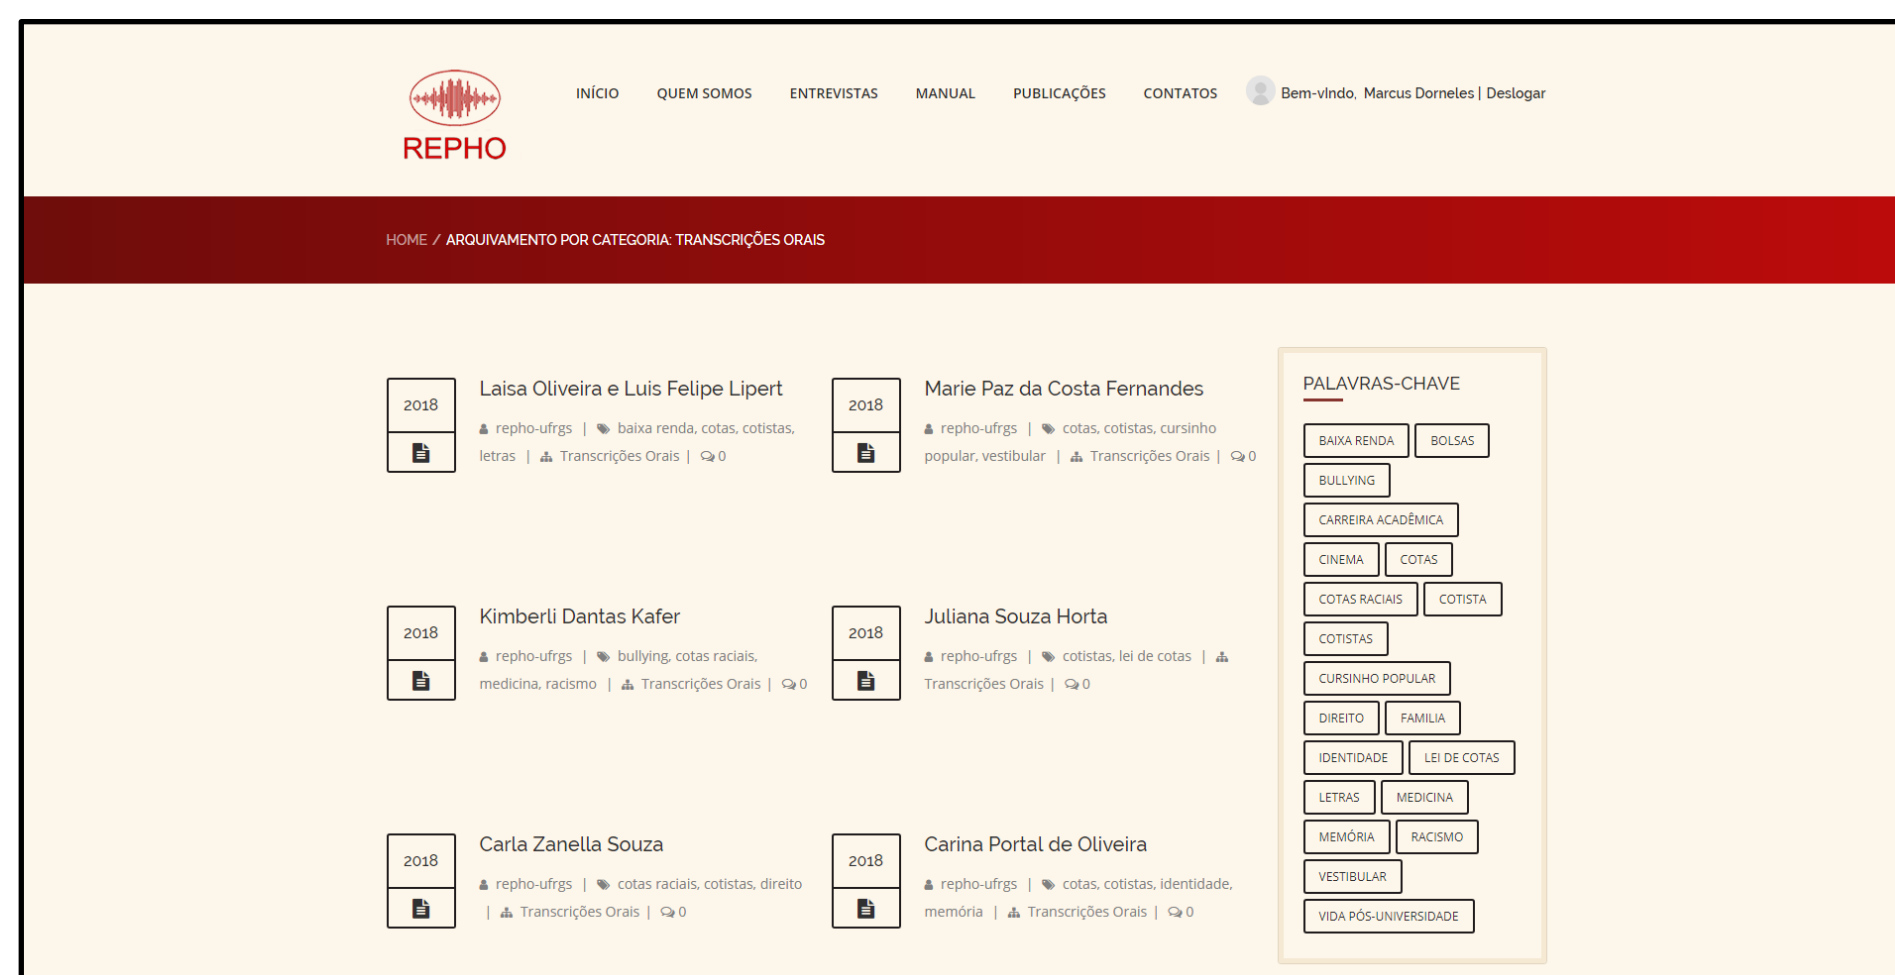 REPHO
INÍCIO QUEM SOMOS ENTREVISTAS MANUAL PUBLICAÇÕES CONTATOS Bem-vIndo, Marcus Dorneles | Deslogar
HOME / ARQUIVAMENTO POR CATEGORIA: TRANSCRIÇÕES ORAIS
2018
Laisa Oliveira e Luis Felipe Lipert
repho-ufrgs | baixa renda, cotas, cotistas,
letras | Transcrições Orais | 0
2018
Marie Paz da Costa Fernandes
repho-ufrgs | cotas, cotistas, cursinho
popular, vestibular | Transcrições Orais | 0
2018
Kimberli Dantas Kafer
repho-ufrgs | bullying, cotas raciais,
medicina, racismo | Transcrições Orais | 0
2018
Juliana Souza Horta
repho-ufrgs | cotistas, lei de cotas |
Transcrições Orais | 0
2018
Carla Zanella Souza
repho-ufrgs | cotas raciais, cotistas, direito
| Transcrições Orais | 0
2018
Carina Portal de Oliveira
repho-ufrgs | cotas, cotistas, identidade,
memória | Transcrições Orais | 0
PALAVRAS-CHAVE
BAIXA RENDA BOLSAS
BULLYING
CARREIRA ACADÊMICA
CINEMA COTAS
COTAS RACIAIS COTISTA
COTISTAS
CURSINHO POPULAR
DIREITO FAMILIA
IDENTIDADE LEI DE COTAS
LETRAS MEDICINA
MEMÓRIA RACISMO
VESTIBULAR
VIDA PÓS-UNIVERSIDADE